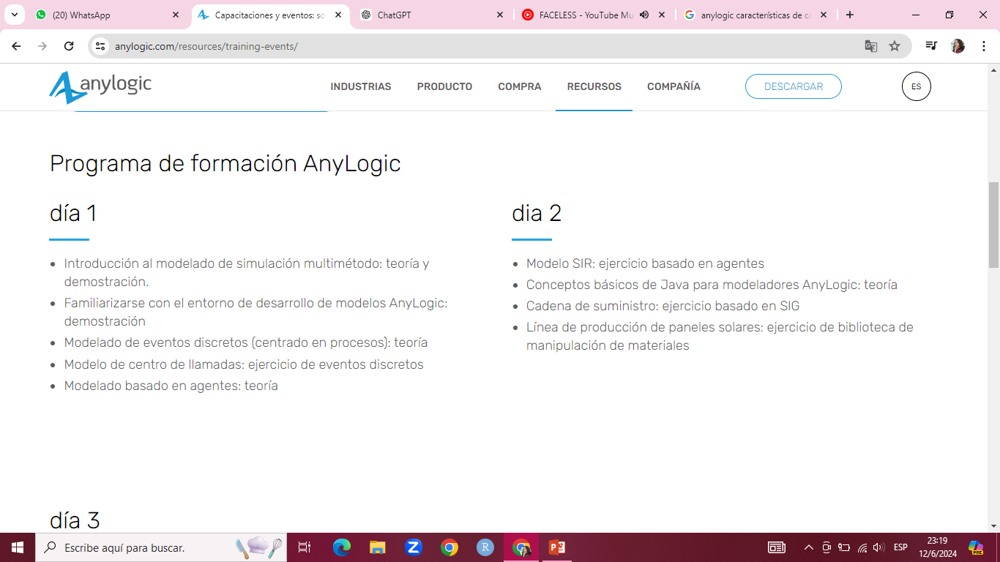 (20) WhatsApp
Capacitaciones y eventos: so
ChatGPT
FACELESS - YouTube Mu
anylogic características de ca
anylogic.com/resources/training-events/
anylogic
INDUSTRIAS
PRODUCTO
COMPRA
RECURSOS
COMPAÑÍA
DESCARGAR
ES
Programa de formación AnyLogic
día 1
Introducción al modelado de simulación multimétodo: teoría y
demostración.
Familiarizarse con el entorno de desarrollo de modelos AnyLogic:
demostración
Modelado de eventos discretos (centrado en procesos): teoría
Modelo de centro de llamadas: ejercicio de eventos discretos
Modelado basado en agentes: teoría
dia 2
Modelo SIR: ejercicio basado en agentes
Conceptos básicos de Java para modeladores AnyLogic: teoría
Cadena de suministro: ejercicio basado en SIG
Línea de producción de paneles solares: ejercicio de biblioteca de
manipulación de materiales
día 3
Escribe aquí para buscar.
ESP
23:19
12/6/2024
PRE